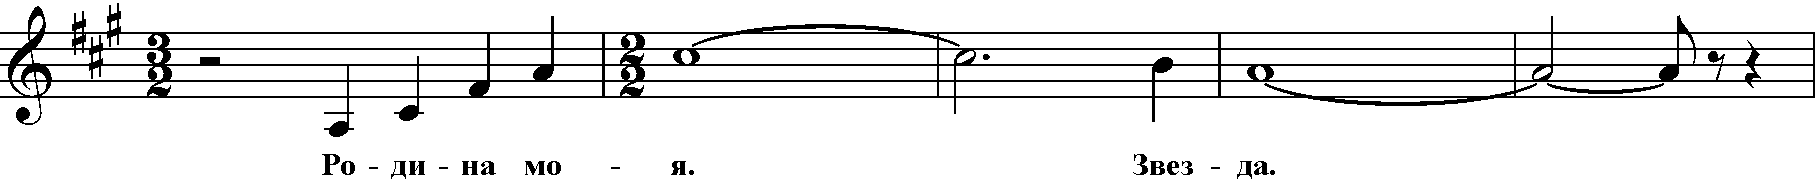 Ро - ди - на мо - я. Звез - да.